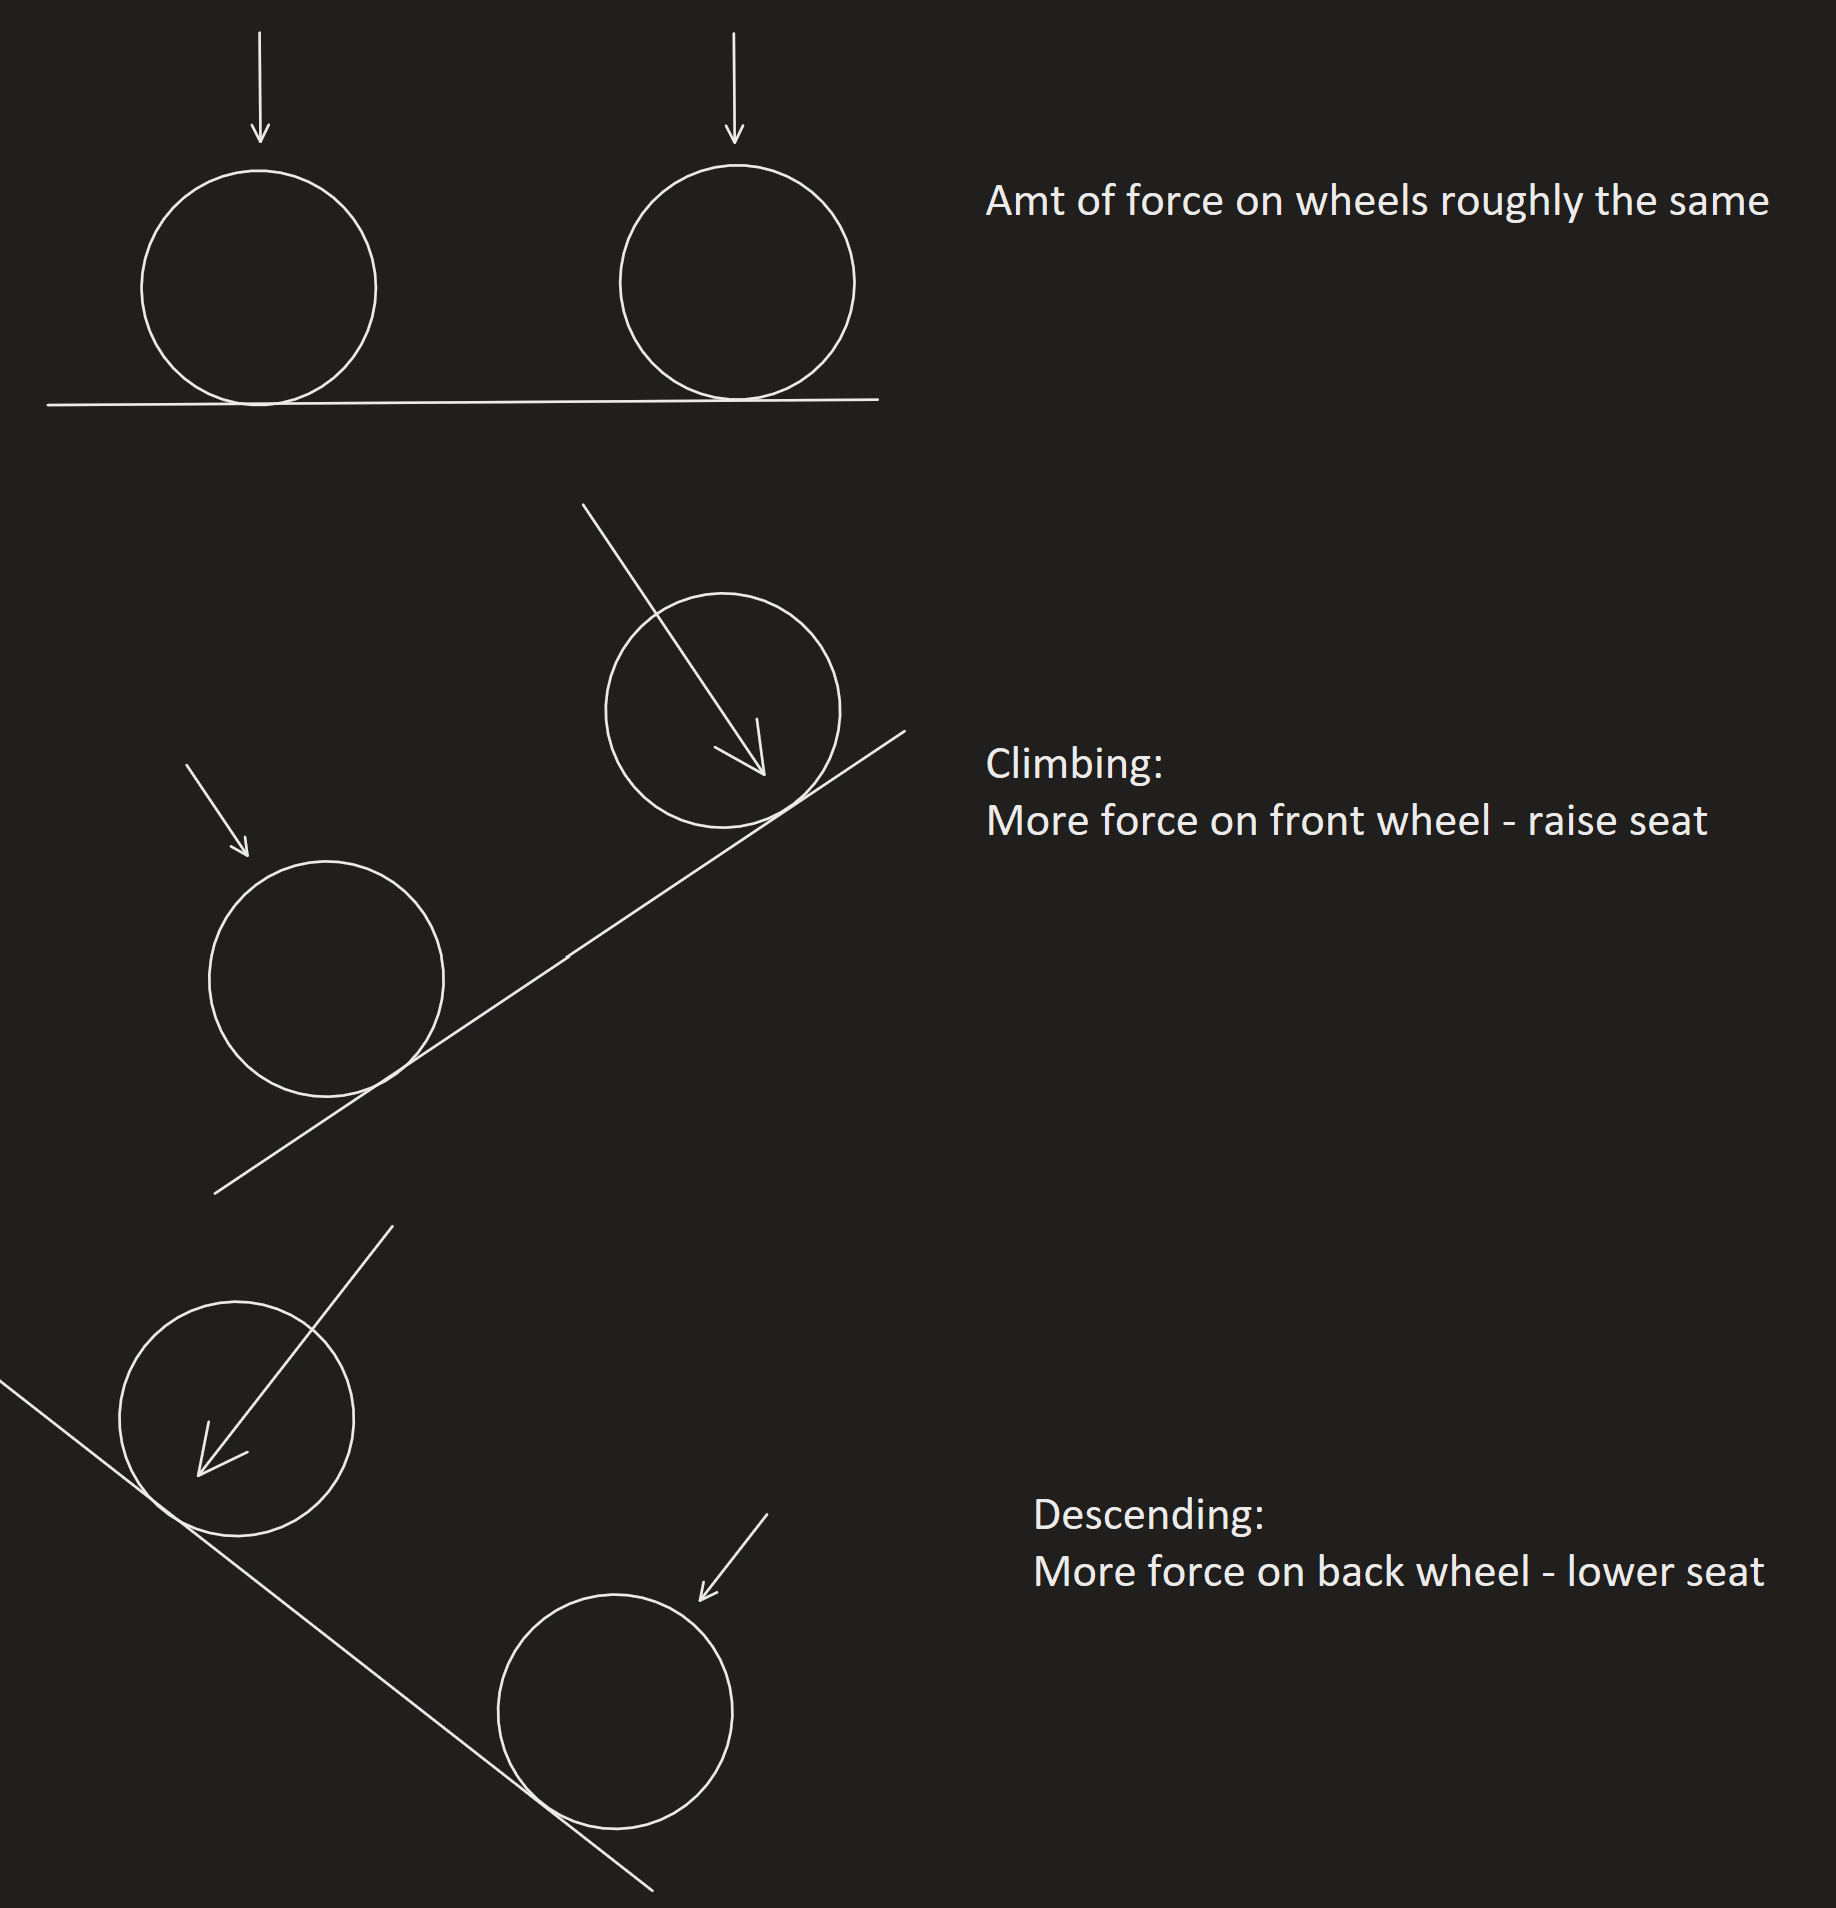 Amt of force on wheels roughly the same
Climbing:
More force on front wheel - raise seat
Descending:
More force on back wheel - lower seat